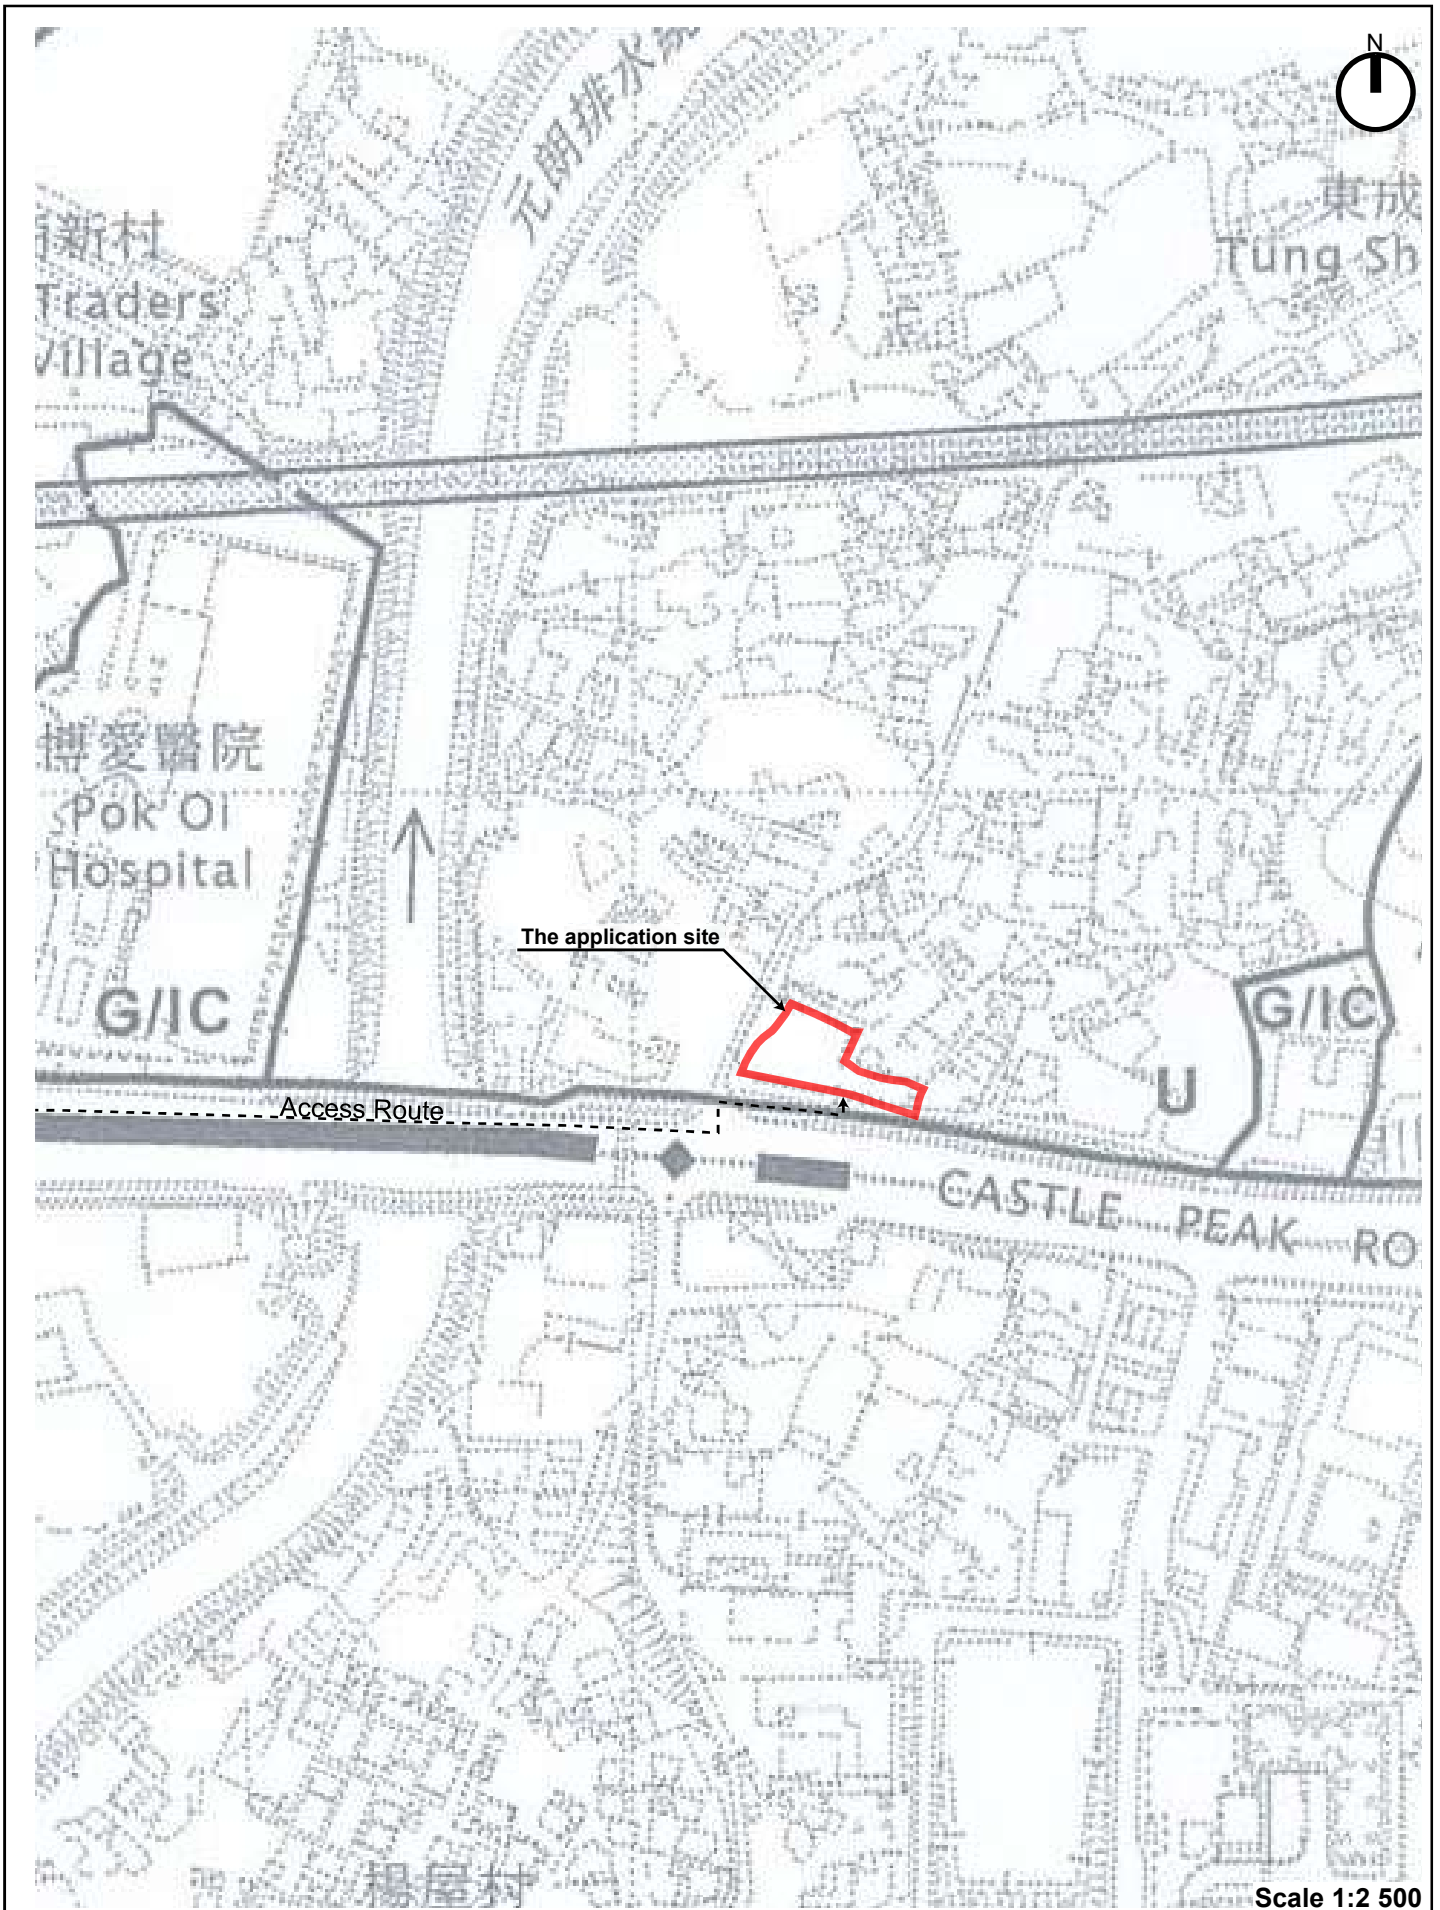 N
元朗排水
新村
Traders
Village
東成
Tung Sh
博愛醫院
Pok Oi
Hospital
The application site
G/IC
G/IC
U
Access Route
CASTLE PEAK RO
楊屋村
Scale 1:2 500